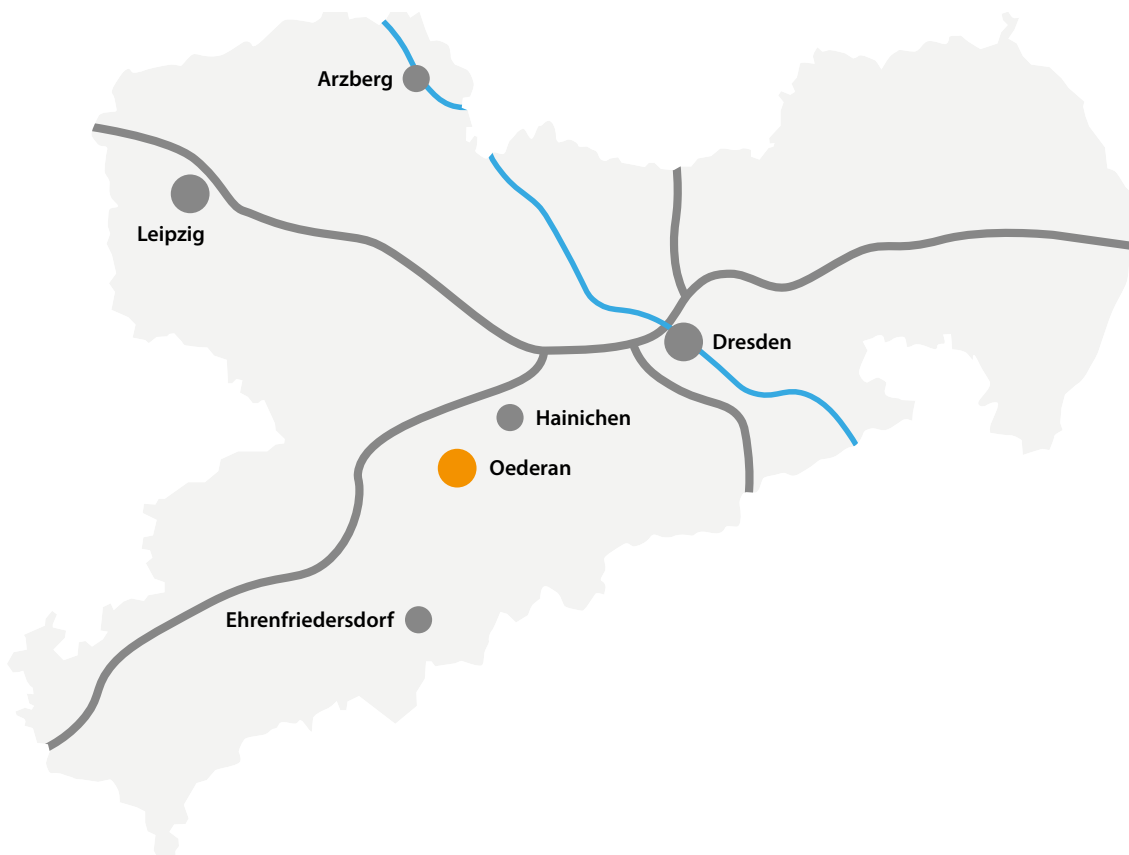 Arzberg
Leipzig
Dresden
Hainichen
Oederan
Ehrenfriedersdorf